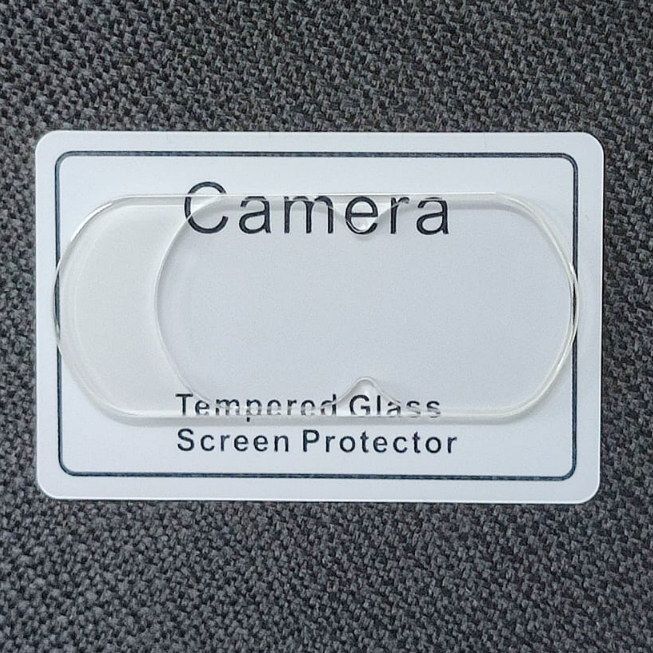 Camera
Tempered Glass
Screen Protector